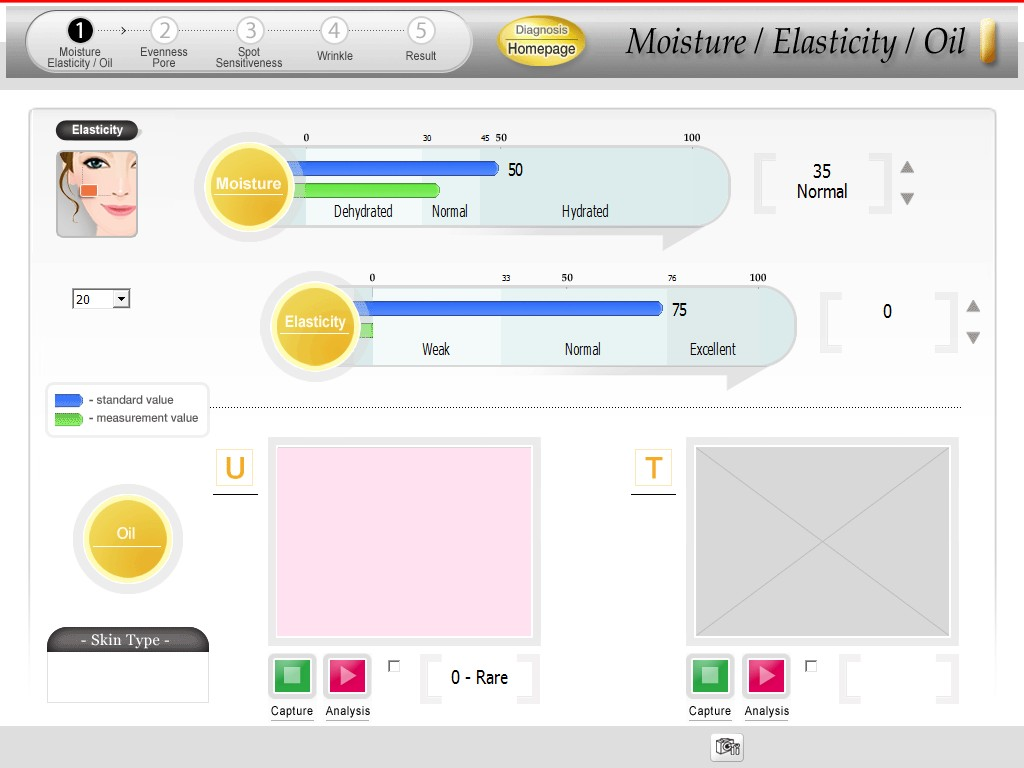 1
2
3
4
5
Moisture
Elasticity / Oil
Evenness
Pore
Spot
Sensitiveness
Wrinkle
Result
Diagnosis
Homepage
Moisture / Elasticity / Oil
Elasticity
0
30
45
50
100
Moisture
50
Dehydrated
Normal
Hydrated
35
Normal
20
0
33
50
76
100
Elasticity
75
Weak
Normal
Excellent
0
- standard value
- measurement value
U
T
Oil
- Skin Type -
0 - Rare
Capture
Analysis
Capture
Analysis